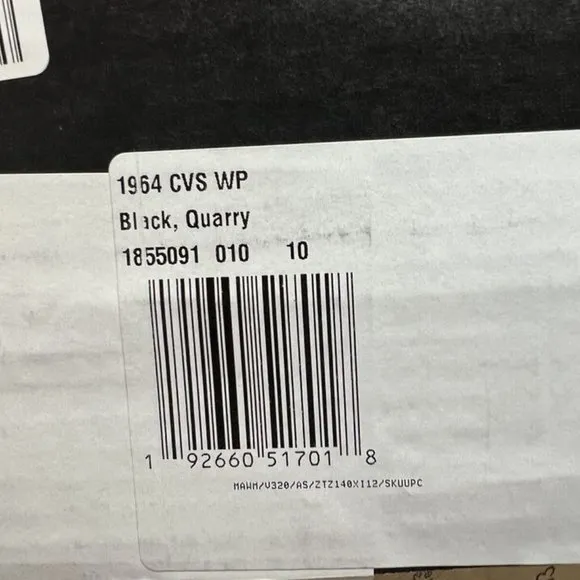 1964 CVS WP
Black, Quarry
1855091 010 10
1 92660 51701 8
MAWM/V320/AS/ZTZ140X112/SKUUPC